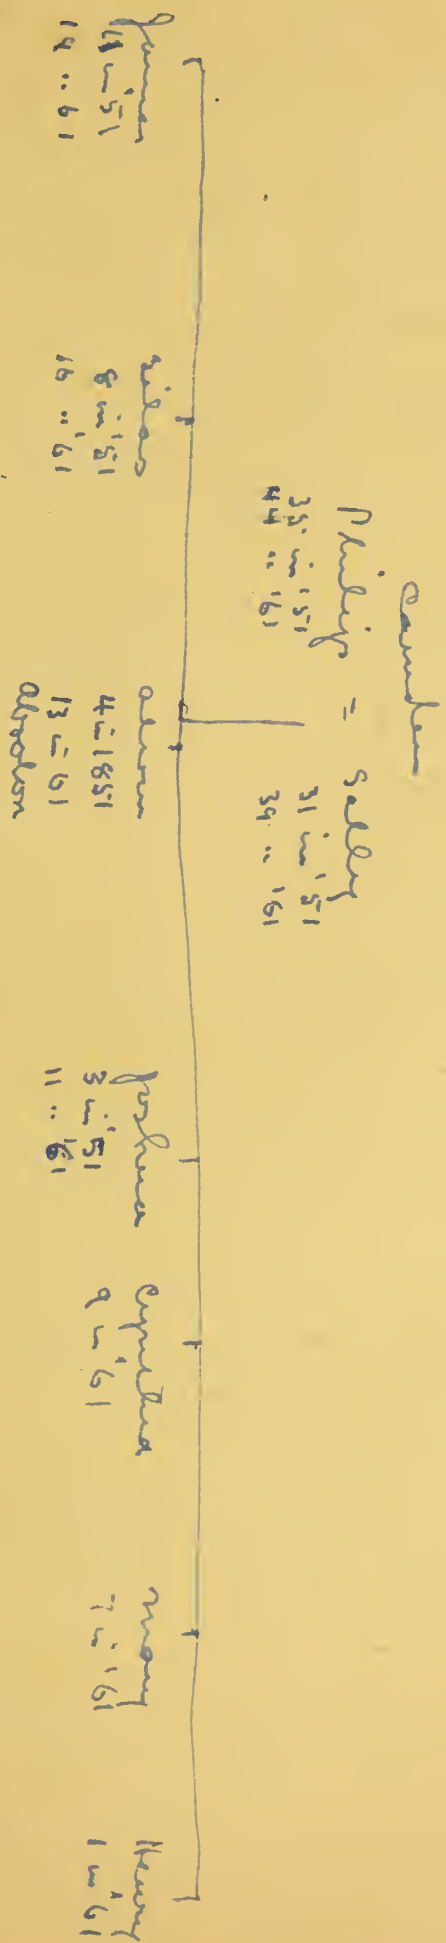 Camden
Philip = Sally
35 in '51 31 in '51
44 " '61 39 " '61
James
11 in '51
19 " 61
Silas
8 in '51
16 " '61
4 in 1851
13 in 61
Absolom
Joshua
3 in '51
11 " '61
Cynthia
9 in 61
Mary
7 in '61
Henry
1 in 61